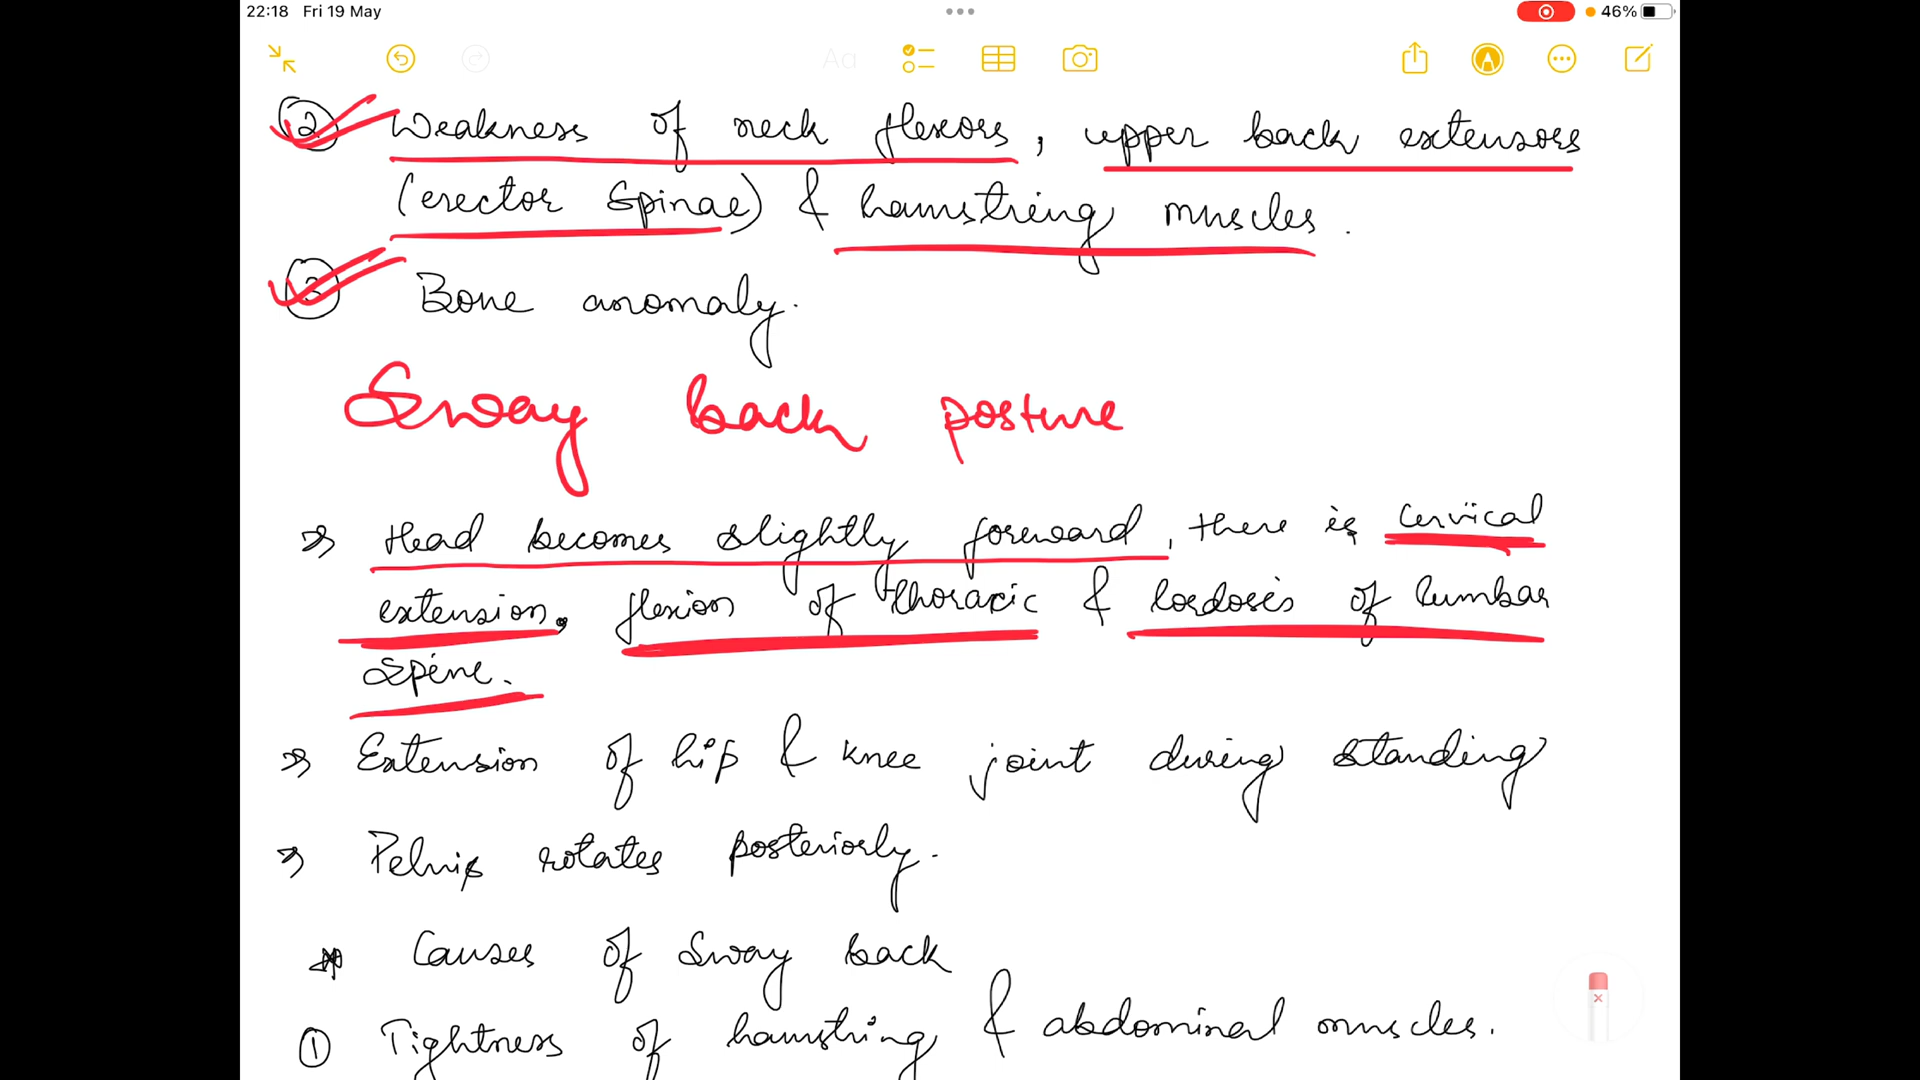 22:18 Fri 19 May
46%
Aa
② Weakness of neck flexors, upper back extensors
(erector spinae) & hamstring muscles.
③ Bone anomaly.
Sway back posture
⇒ Head becomes slightly foreward, there is cervical
extension, flexion of thoracic & lordosis of lumbar
spine.
⇒ Extension of hip & knee joint during standing
⇒ Pelvis rotates posteriorly.
* Causes of Sway back
① Tightness of hamstring & abdominal muscles.